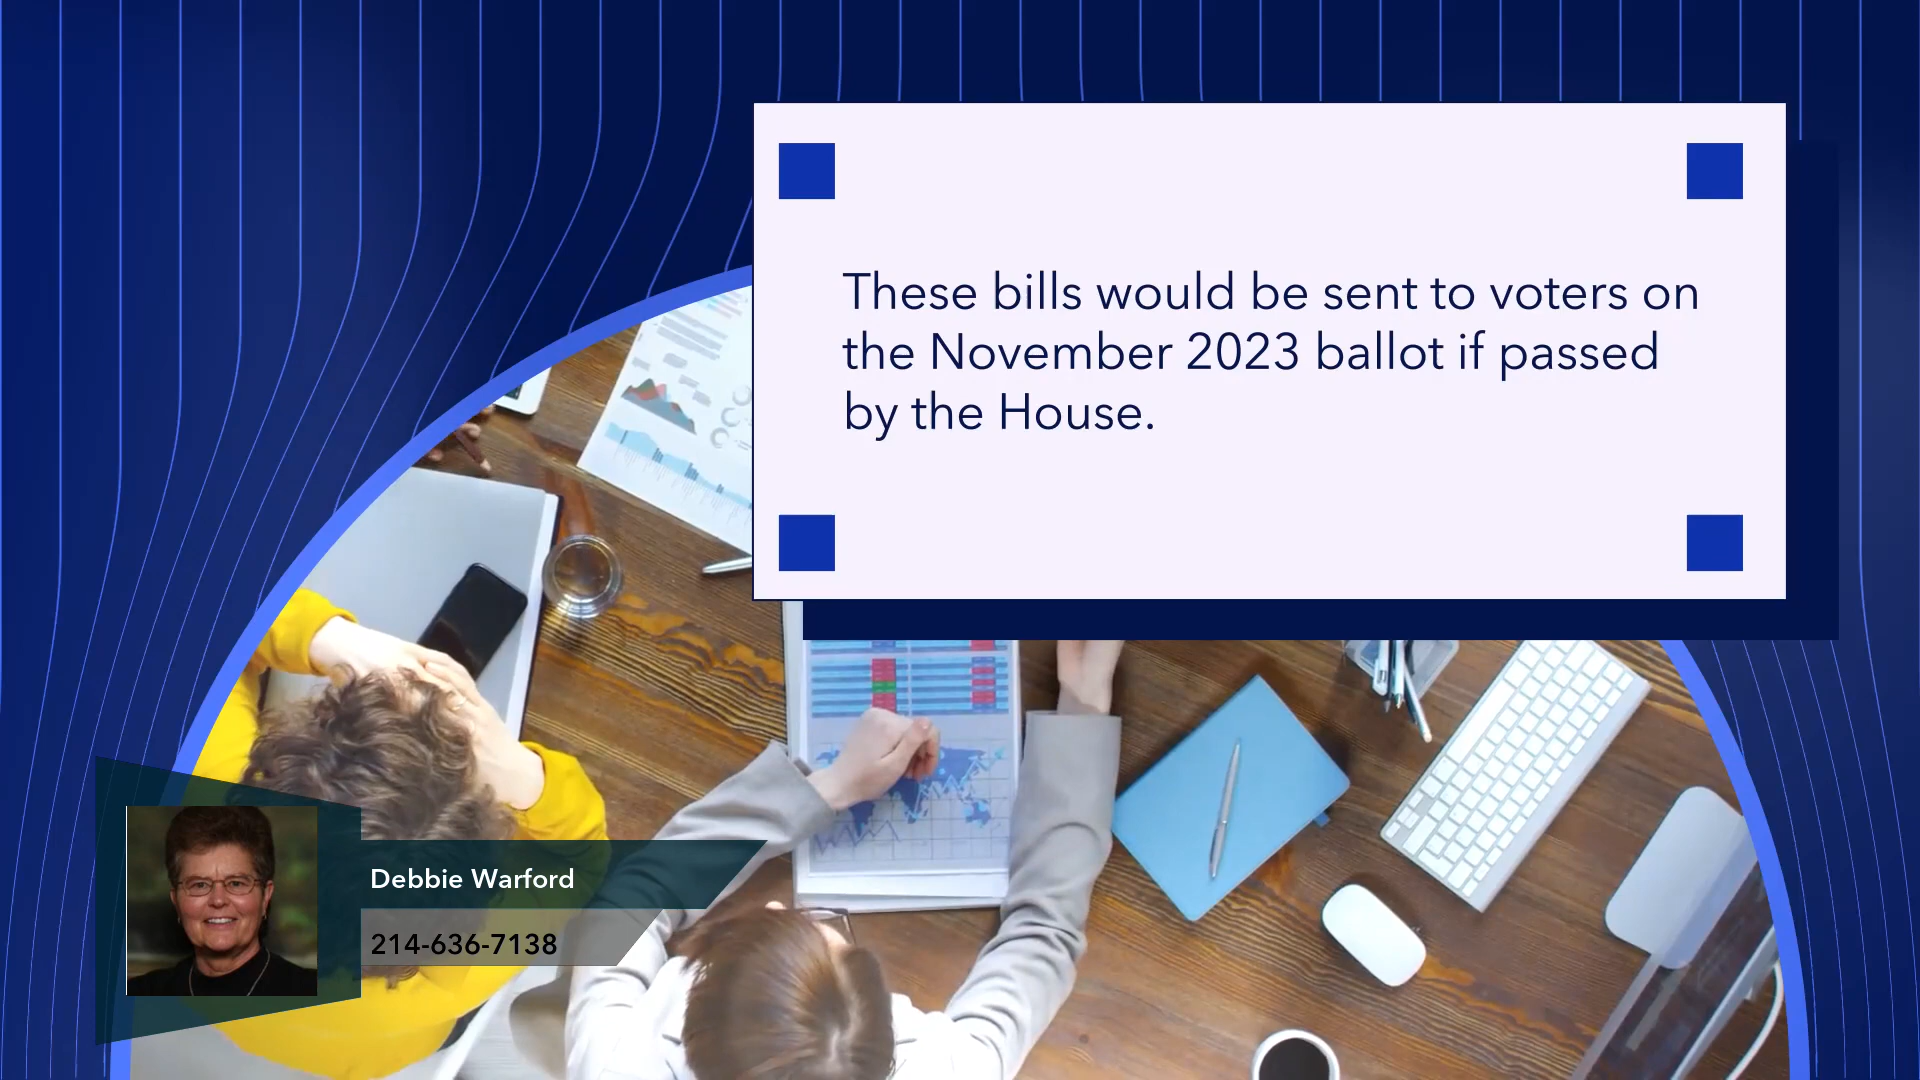 These bills would be sent to voters on
the November 2023 ballot if passed
by the House.
Debbie Warford
214-636-7138